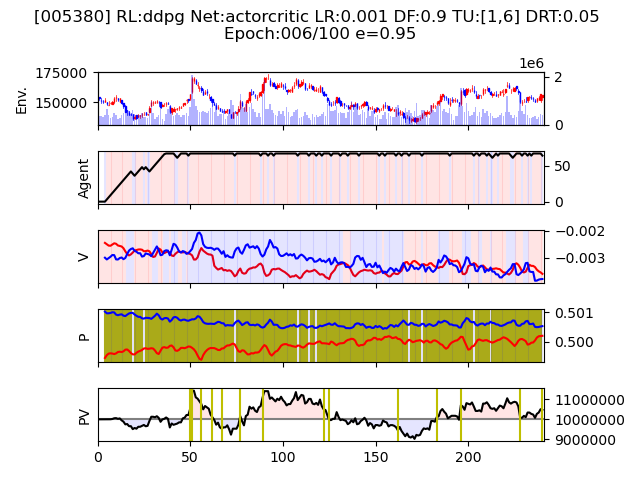 [005380] RL:ddpg Net:actorcritic LR:0.001 DF:0.9 TU:[1,6] DRT:0.05
Epoch:006/100 e=0.95
1e6
175000
150000
Env.
2
0
Agent
50
0
V
−0.002
−0.003
P
0.501
0.500
PV
11000000
10000000
9000000
0 50 100 150 200